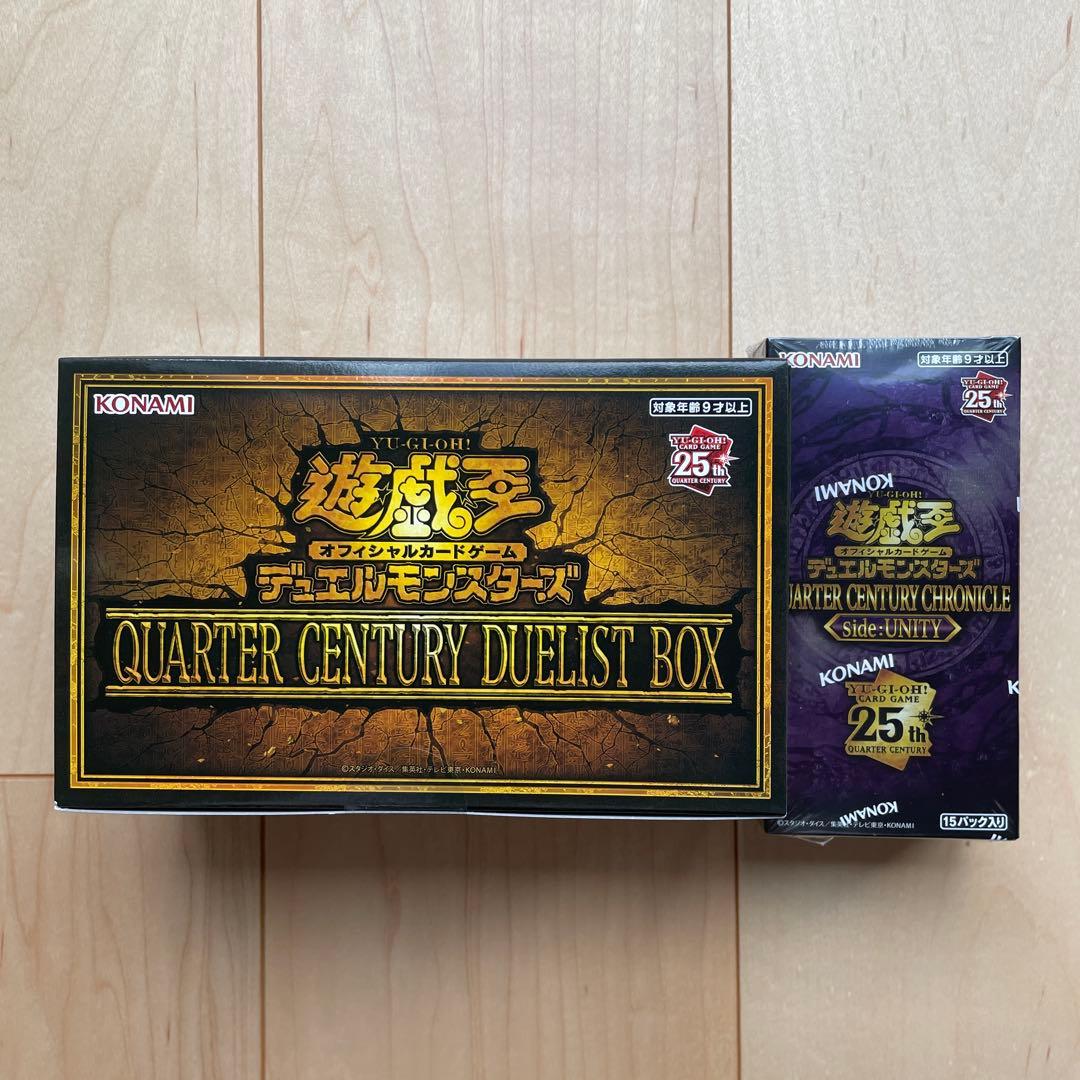 KONAMI
対象年齢9才以上
YU-GI-OH!
CARD GAME
25th
QUARTER CENTURY
YU-GI-OH!
遊戯王
オフィシャルカードゲーム
デュエルモンスターズ
QUARTER CENTURY DUELIST BOX
©スタジオ・ダイス/集英社・テレビ東京・KONAMI
KONAMI
対象年齢9才以上
YU-GI-OH!
CARD GAME
25th
QUARTER CENTURY
KONAMI
YU-GI-OH!
遊戯王
オフィシャルカードゲーム
デュエルモンスターズ
UARTER CENTURY CHRONICLE
side:UNITY
KONAMI
K
YU-GI-OH!
CARD GAME
25th
QUARTER CENTURY
KONAMI
©スタジオ・ダイス/集英社・テレビ東京・KONAMI
15パック入り